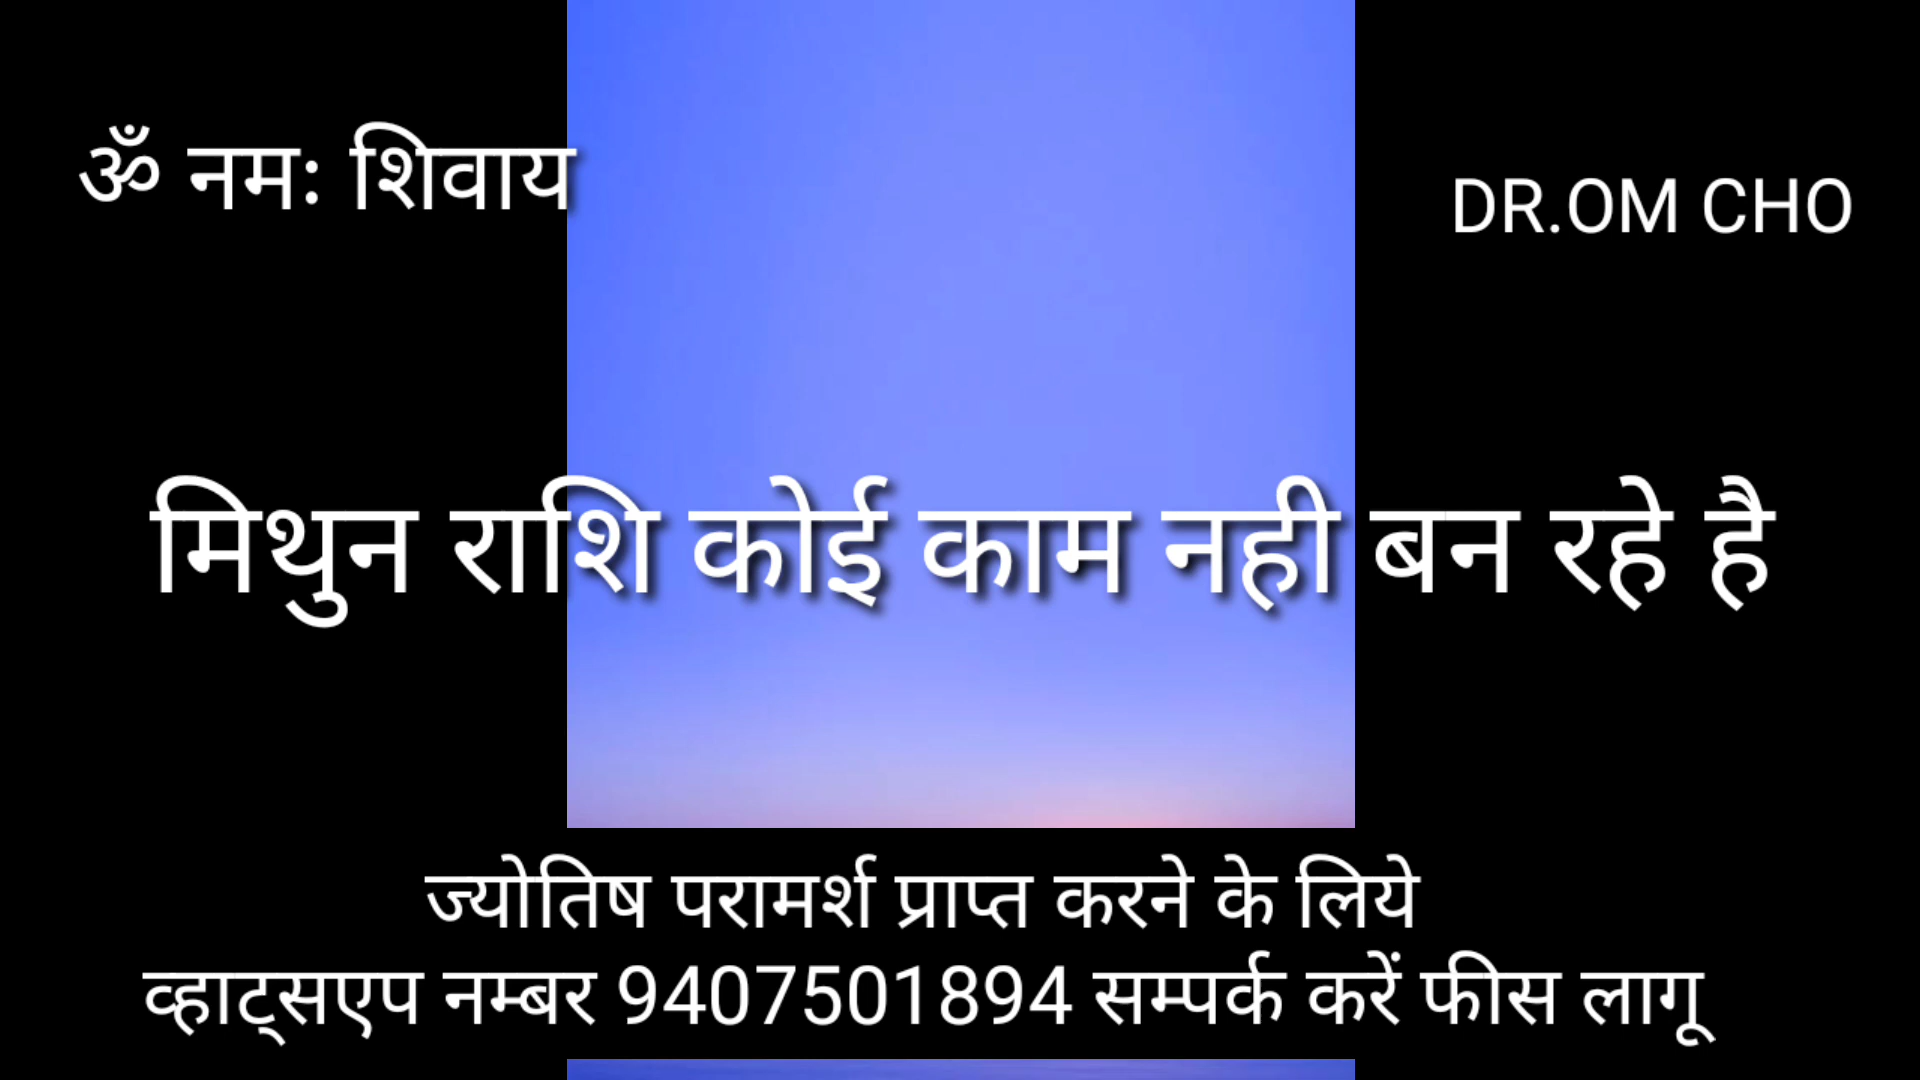 ॐ नमः शिवाय
DR.OM CHO
मिथुन राशि कोई काम नही बन रहे है
ज्योतिष परामर्श प्राप्त करने के लिये
व्हाट्सएप नम्बर 9407501894 सम्पर्क करें फीस लागू